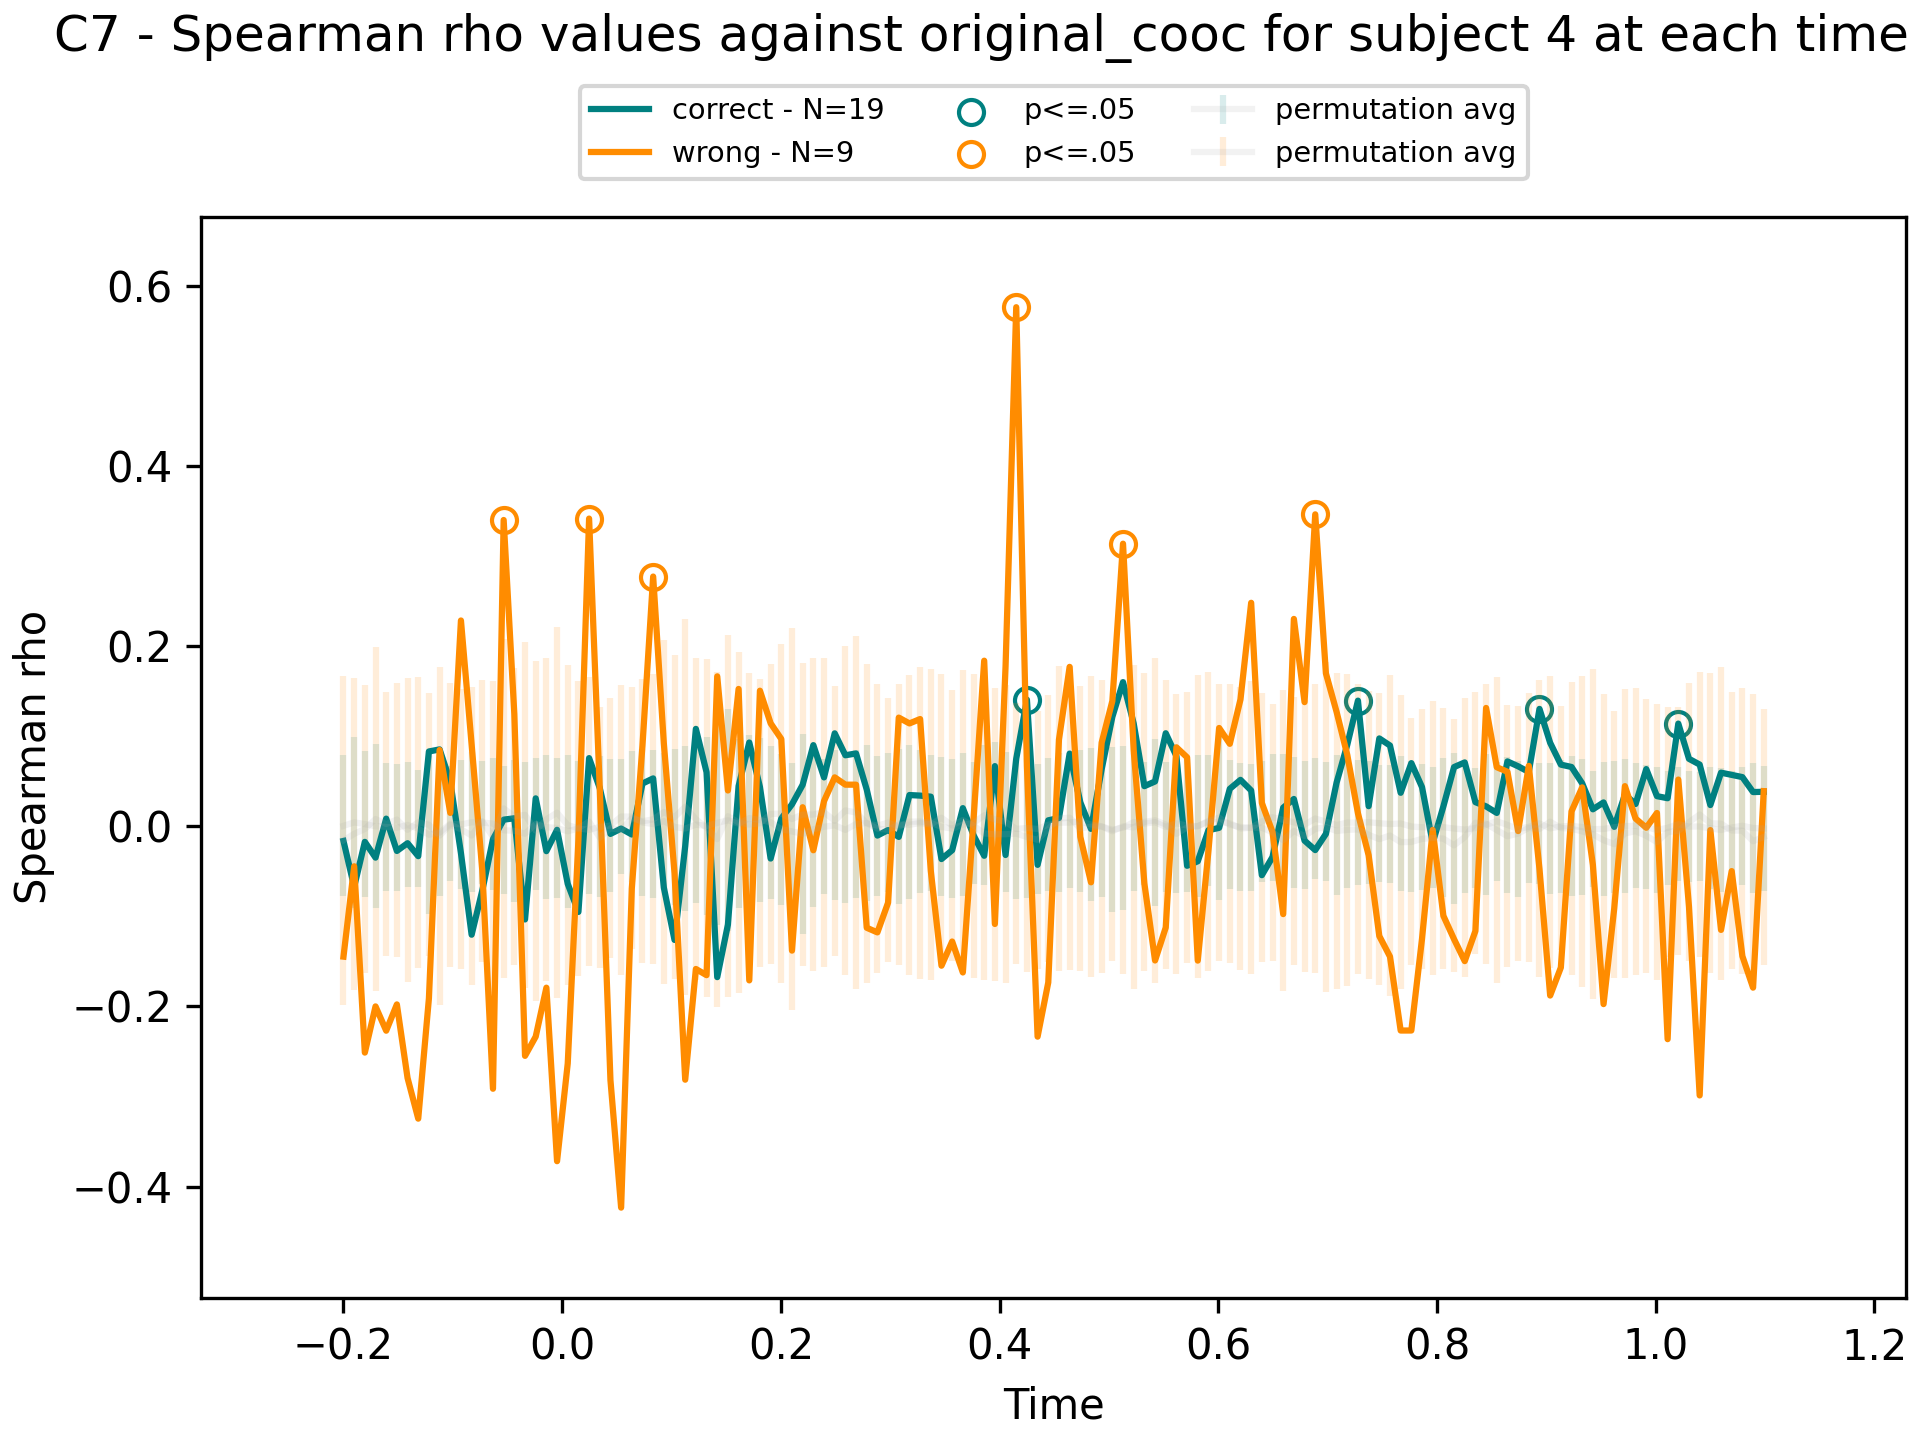 C7 - Spearman rho values against original_cooc for subject 4 at each time
correct - N=19
wrong - N=9
p<=.05
p<=.05
permutation avg
permutation avg
Spearman rho
0.6
0.4
0.2
0.0
−0.2
−0.4
−0.2 0.0 0.2 0.4 0.6 0.8 1.0 1.2
Time